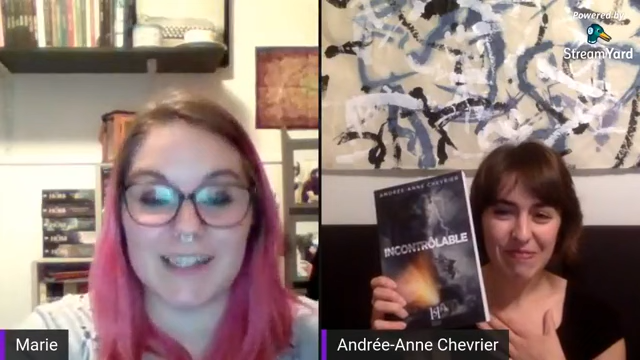 Powered by
StreamYard
ANDRÉE-ANNE CHEVRIER
INCONTRÔLABLE
Marie
Andrée-Anne Chevrier